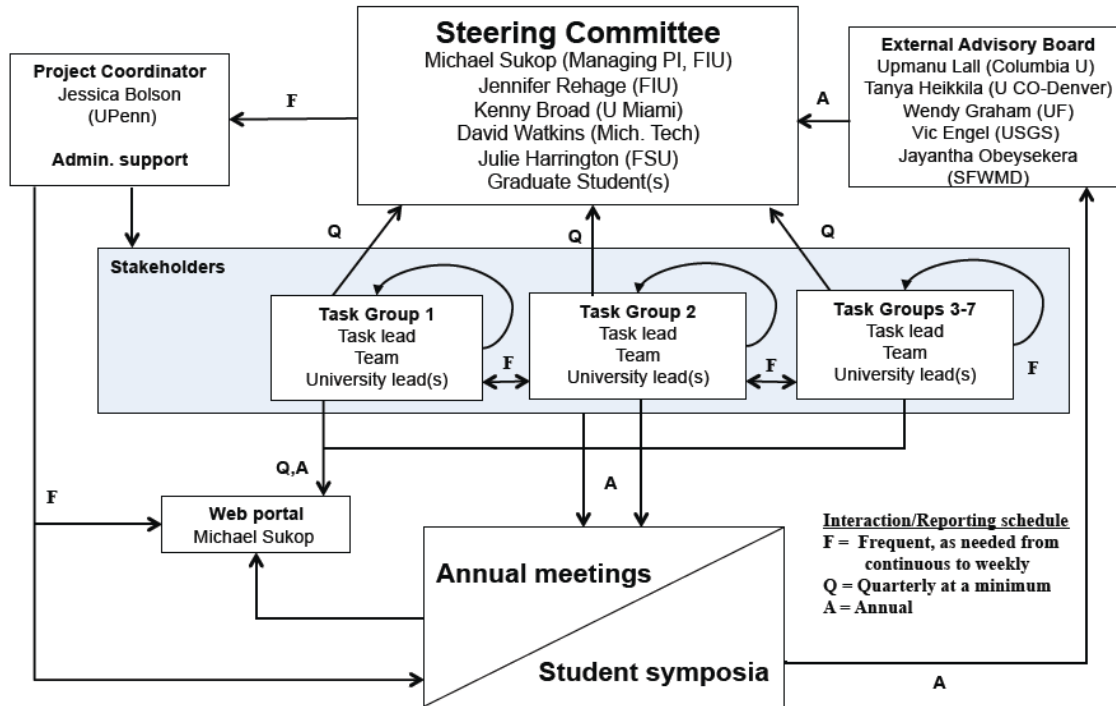 Steering Committee
Michael Sukop (Managing PI, FIU)
Jennifer Rehage (FIU)
Kenny Broad (U Miami)
David Watkins (Mich. Tech)
Julie Harrington (FSU)
Graduate Student(s)
Project Coordinator
Jessica Bolson
(UPenn)
Admin. support
F
A
External Advisory Board
Upmanu Lall (Columbia U)
Tanya Heikkila (U CO-Denver)
Wendy Graham (UF)
Vic Engel (USGS)
Jayantha Obeysekera
(SFWMD)
Q
Q
Q
Stakeholders
Task Group 1
Task lead
Team
University lead(s)
F
Task Group 2
Task lead
Team
University lead(s)
F
Task Groups 3-7
Task lead
Team
University lead(s)
F
Q,A
A
F
Web portal
Michael Sukop
Annual meetings
Student symposia
A
Interaction/Reporting schedule
F = Frequent, as needed from
continuous to weekly
Q = Quarterly at a minimum
A = Annual